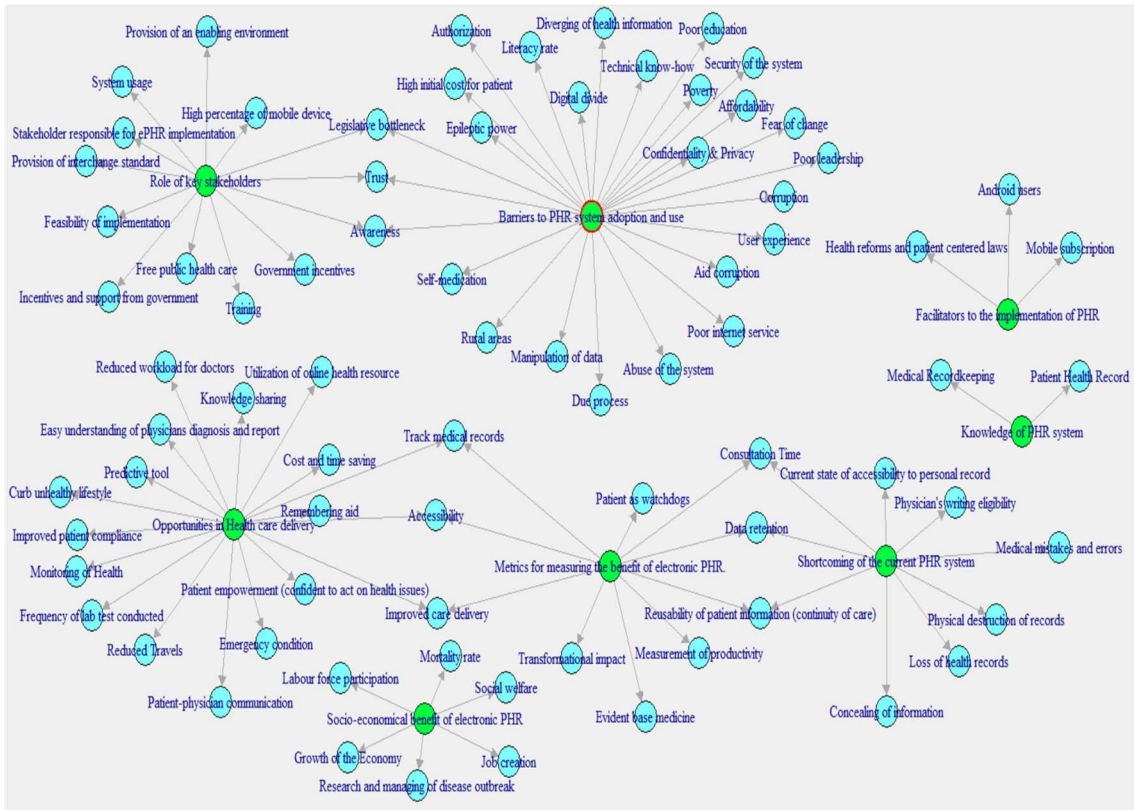 Provision of an enabling environment
System usage
High percentage of mobile device
Stakeholder responsible for ePHR implementation
Provision of interchange standard
Role of key stakeholders
Feasibility of implementation
Free public health care
Government incentives
Incentives and support from government
Training
Legislative bottleneck
Trust
Awareness
Authorization
Literacy rate
Diverging of health information
Poor education
Technical know-how
Security of the system
High initial cost for patient
Digital divide
Poverty
Affordability
Epileptic power
Fear of change
Confidentiality & Privacy
Poor leadership
Corruption
Barriers to PHR system adoption and use
User experience
Self-medication
Aid corruption
Rural areas
Manipulation of data
Poor internet service
Abuse of the system
Due process
Android users
Health reforms and patient centered laws
Mobile subscription
Facilitators to the implementation of PHR
Medical Recordkeeping
Patient Health Record
Knowledge of PHR system
Reduced workload for doctors
Utilization of online health resource
Knowledge sharing
Easy understanding of physicians diagnosis and report
Cost and time saving
Predictive tool
Curb unhealthy lifestyle
Remembering aid
Opportunities in Health care delivery
Improved patient compliance
Monitoring of Health
Patient empowerment (confident to act on health issues)
Frequency of lab test conducted
Reduced Travels
Emergency condition
Patient-physician communication
Track medical records
Accessibility
Improved care delivery
Consultation Time
Patient as watchdogs
Data retention
Metrics for measuring the benefit of electronic PHR.
Reusability of patient information (continuity of care)
Transformational impact
Measurement of productivity
Evident base medicine
Current state of accessibility to personal record
Physician's writing eligibility
Medical mistakes and errors
Shortcoming of the current PHR system
Physical destruction of records
Loss of health records
Concealing of information
Mortality rate
Labour force participation
Social welfare
Socio-economical benefit of electronic PHR
Growth of the Economy
Job creation
Research and managing of disease outbreak